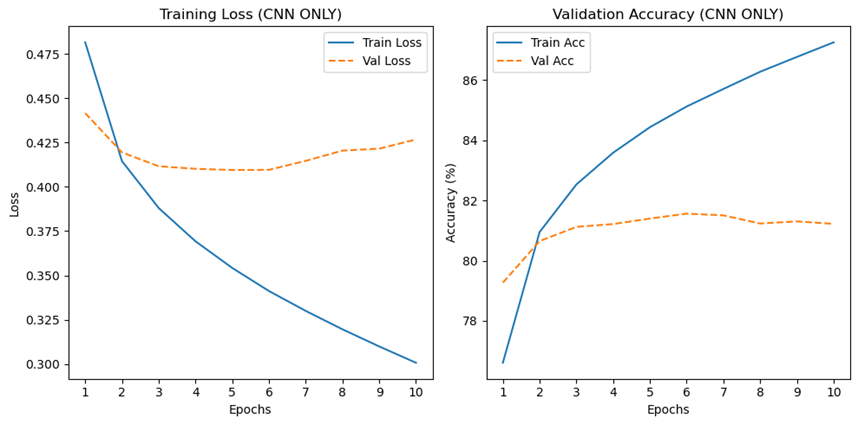 Training Loss (CNN ONLY)
Train Loss
Val Loss
0.475
0.450
0.425
0.400
0.375
0.350
0.325
0.300
Loss
1 2 3 4 5 6 7 8 9 10
Epochs
Validation Accuracy (CNN ONLY)
Train Acc
Val Acc
86
84
82
80
78
Accuracy (%)
1 2 3 4 5 6 7 8 9 10
Epochs